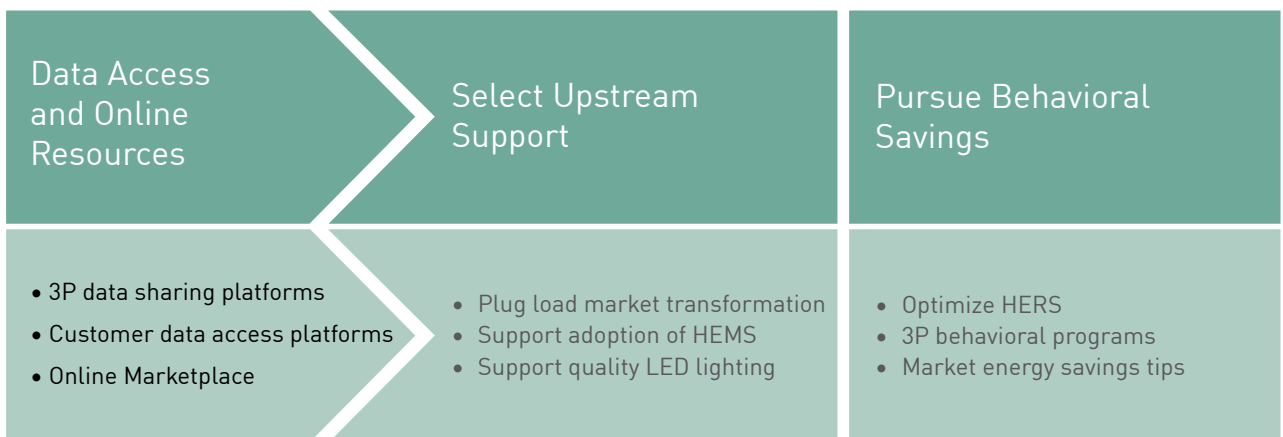 Data Access
and Online
Resources
Select Upstream
Support
Pursue Behavioral
Savings
• 3P data sharing platforms
• Customer data access platforms
• Online Marketplace
• Plug load market transformation
• Support adoption of HEMS
• Support quality LED lighting
• Optimize HERS
• 3P behavioral programs
• Market energy savings tips